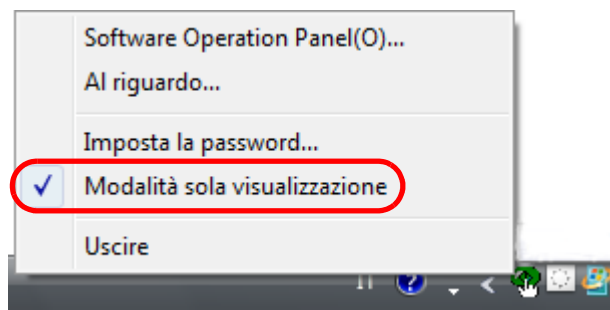 Software Operation Panel(O)...
Al riguardo...
Imposta la password...
Modalità sola visualizzazione
Uscire